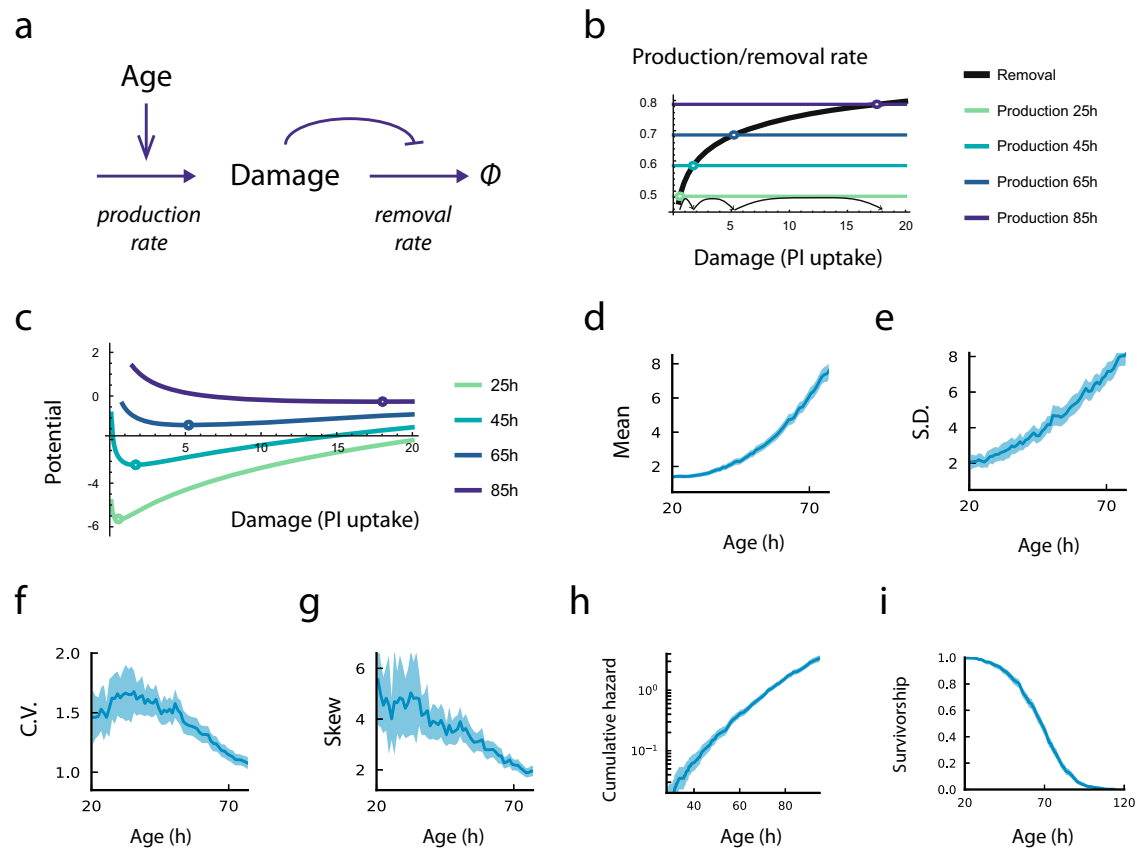 a
Age
Damage
Φ
production
rate
removal
rate
b
Production/removal rate
0.8
0.7
0.6
0.5
0
5
10
15
20
Damage (PI uptake)
Removal
Production 25h
Production 45h
Production 65h
Production 85h
c
Potential
2
0
-4
-6
5
10
15
20
Damage (PI uptake)
25h
45h
65h
85h
d
Mean
8
6
4
2
20
70
Age (h)
e
S.D.
8
6
4
2
20
70
Age (h)
f
C.V.
2.0
1.5
1.0
20
70
Age (h)
g
Skew
6
4
2
20
70
Age (h)
h
Cumulative hazard
10⁰
10⁻¹
40
60
80
Age (h)
i
Survivorship
1.0
0.8
0.6
0.4
0.2
0.0
20
70
120
Age (h)